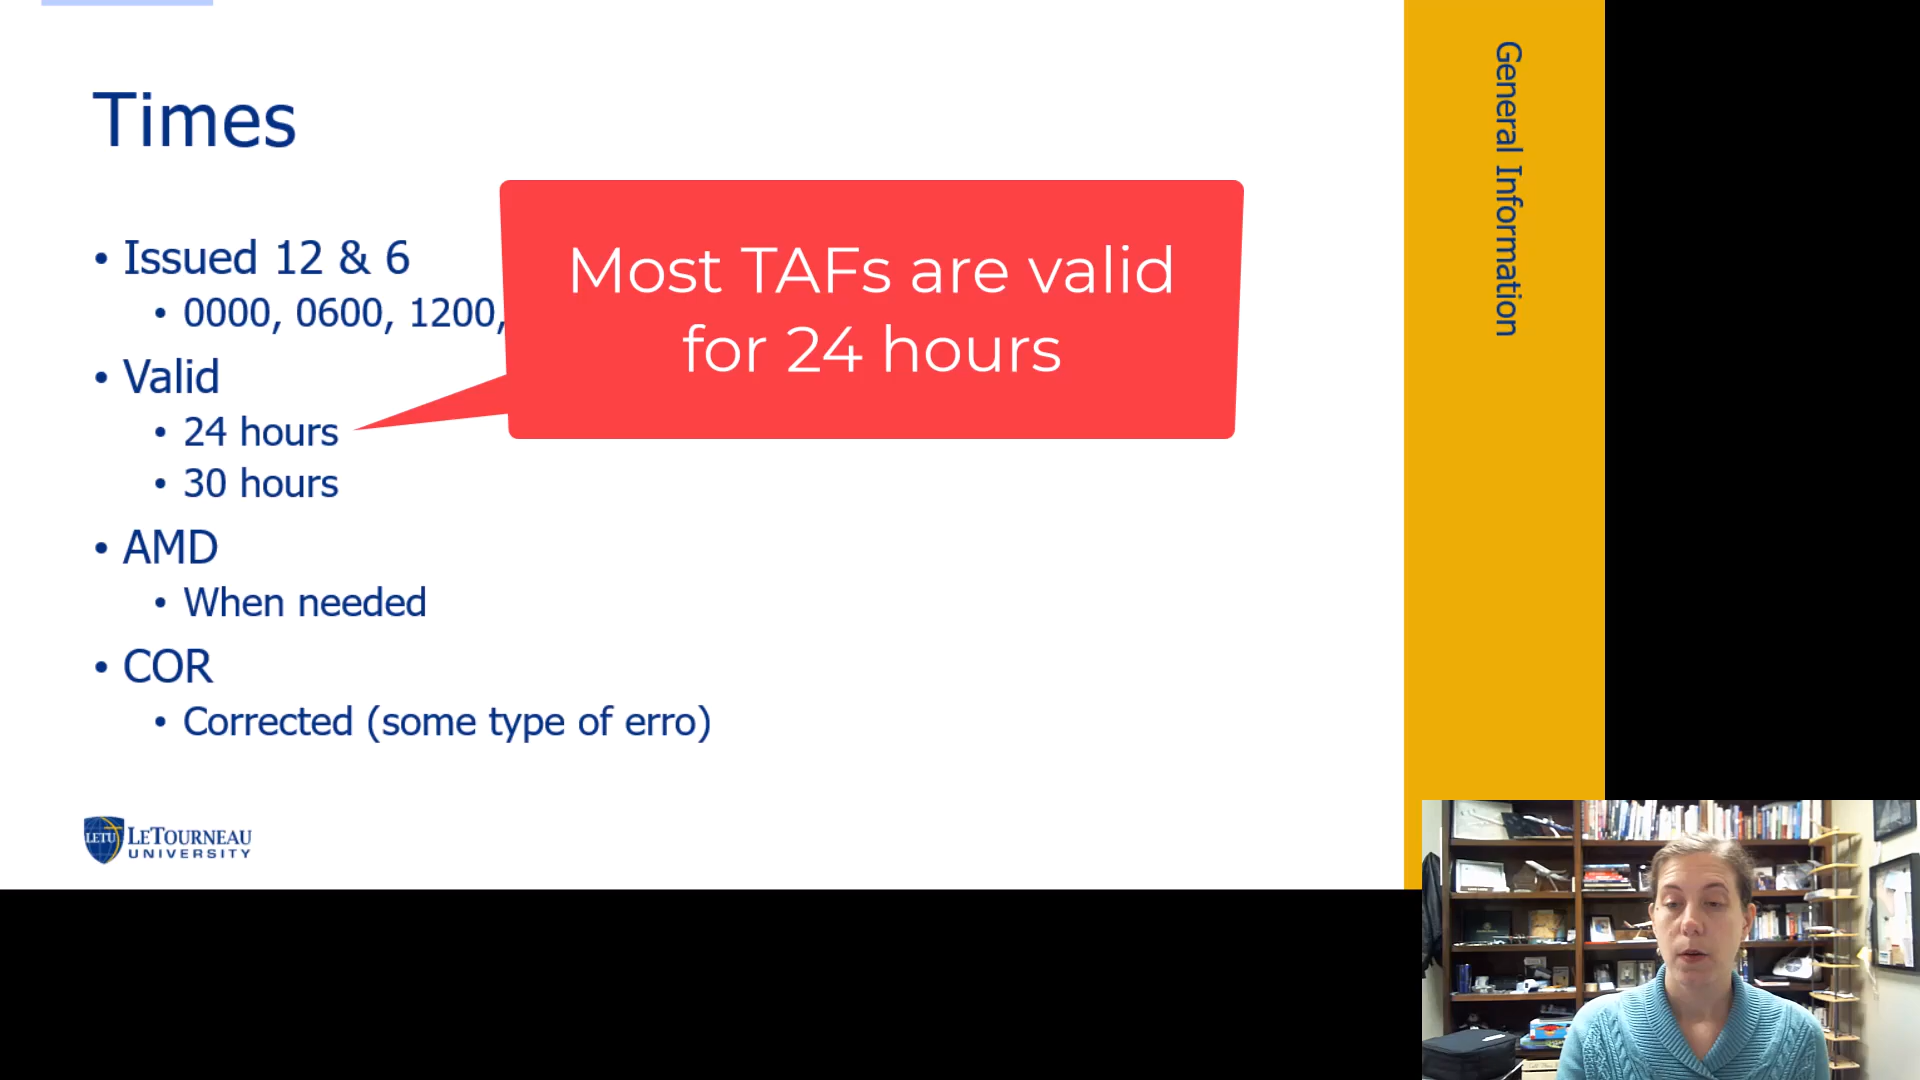 Times
• Issued 12 & 6
• 0000, 0600, 1200,
Most TAFs are valid
for 24 hours
• Valid
• 24 hours
• 30 hours
• AMD
• When needed
• COR
• Corrected (some type of erro)
LETU LETOURNEAU
UNIVERSITY
General Information